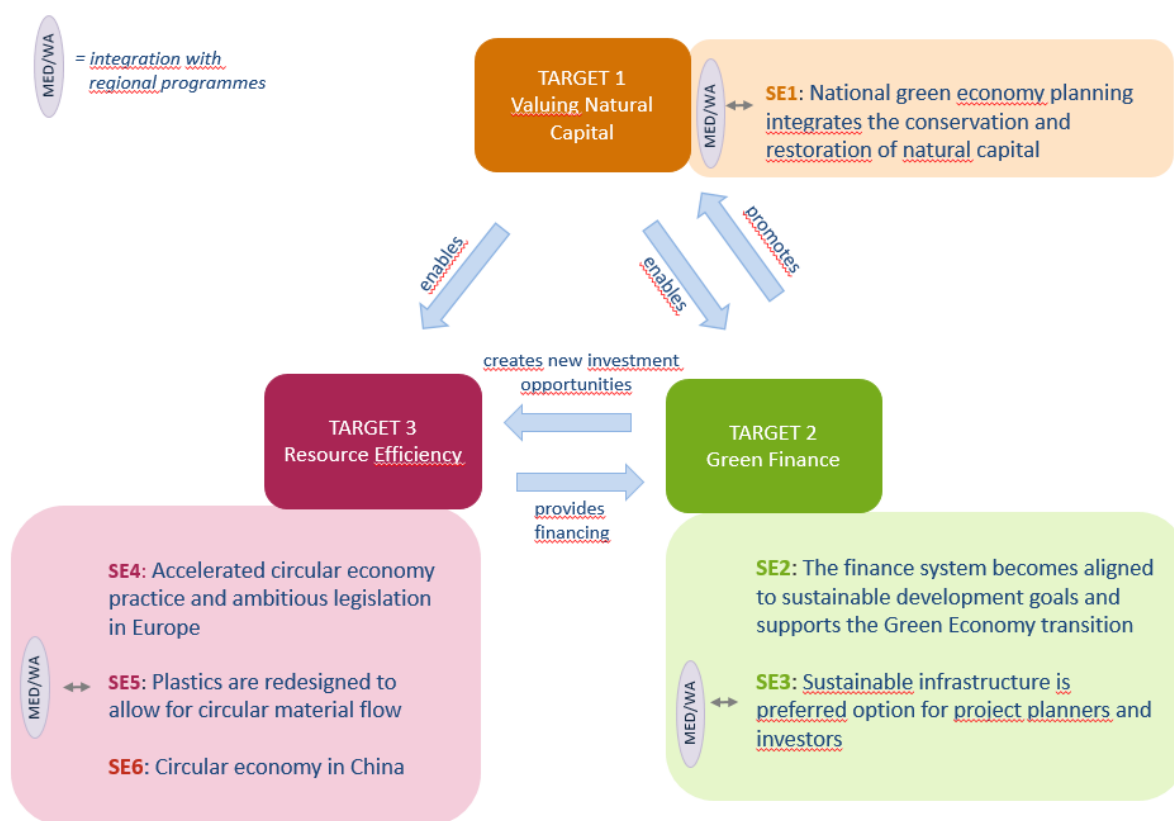 MED/WA
= integration with
regional programmes
TARGET 1
Valuing Natural
Capital
MED/WA
SE1: National green economy planning
integrates the conservation and
restoration of natural capital
enables
enables
promotes
creates new investment
opportunities
TARGET 3
Resource Efficiency
TARGET 2
Green Finance
provides
financing
SE4: Accelerated circular economy
practice and ambitious legislation
in Europe
MED/WA
SE5: Plastics are redesigned to
allow for circular material flow
SE6: Circular economy in China
SE2: The finance system becomes aligned
to sustainable development goals and
supports the Green Economy transition
MED/WA
SE3: Sustainable infrastructure is
preferred option for project planners and
investors